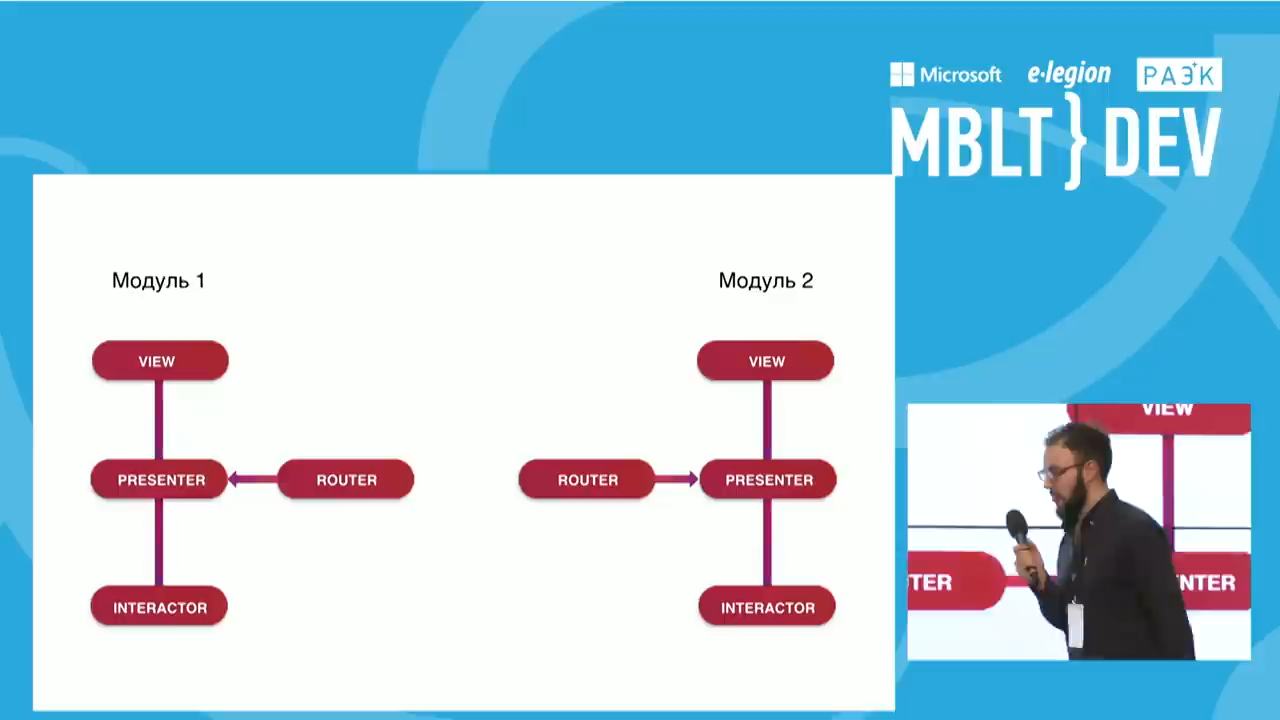 Microsoft e·legion РАЭК
MBLT}DEV
Модуль 1 Модуль 2
VIEW VIEW
PRESENTER ROUTER ROUTER PRESENTER
INTERACTOR INTERACTOR
VIEW
TER NTER